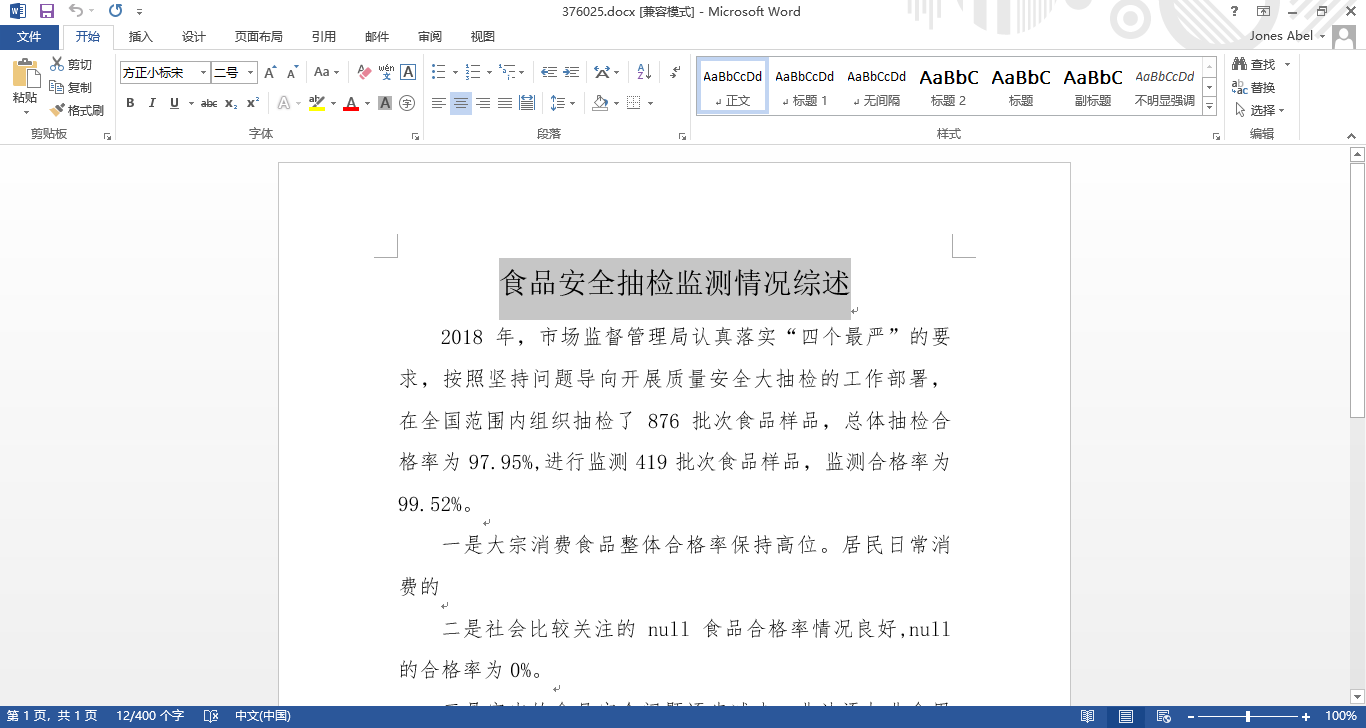 376025.docx [兼容模式] - Microsoft Word
文件 开始 插入 设计 页面布局 引用 邮件 审阅 视图 Jones Abel
粘贴 剪切 复制 格式刷
方正小标宋 二号
Aa wén 文 A
B I U abc X₂ X² A ab A A 字
AaBbCcDd AaBbCcDd AaBbCcDd AaBbC AaBbC AaBbC AaBbCcDd
正文 标题 1 无间隔 标题 2 标题 副标题 不明显强调
查找 替换 选择
剪贴板 字体 段落 样式 编辑
食品安全抽检监测情况综述
2018 年，市场监督管理局认真落实“四个最严”的要
求，按照坚持问题导向开展质量安全大抽检的工作部署，
在全国范围内组织抽检了 876 批次食品样品，总体抽检合
格率为 97.95%,进行监测 419 批次食品样品，监测合格率为
99.52%。
一是大宗消费食品整体合格率保持高位。居民日常消
费的
二是社会比较关注的 null 食品合格率情况良好,null
的合格率为 0%。
第 1 页，共 1 页 12/400 个字 中文(中国) 100%